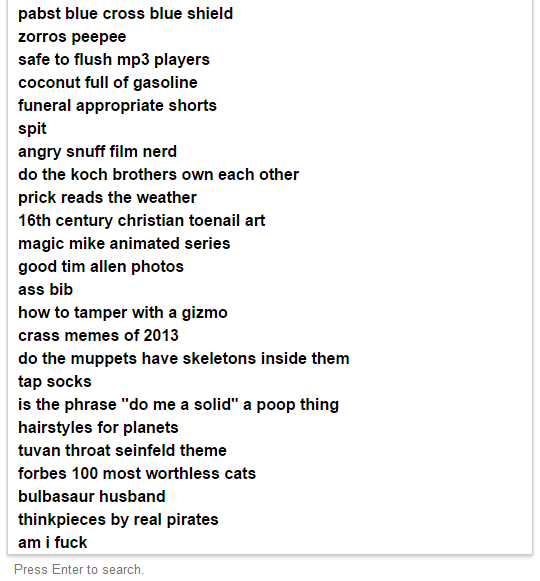 pabst blue cross blue shield
zorros peepee
safe to flush mp3 players
coconut full of gasoline
funeral appropriate shorts
spit
angry snuff film nerd
do the koch brothers own each other
prick reads the weather
16th century christian toenail art
magic mike animated series
good tim allen photos
ass bib
how to tamper with a gizmo
crass memes of 2013
do the muppets have skeletons inside them
tap socks
is the phrase "do me a solid" a poop thing
hairstyles for planets
tuvan throat seinfeld theme
forbes 100 most worthless cats
bulbasaur husband
thinkpieces by real pirates
am i fuck
Press Enter to search.